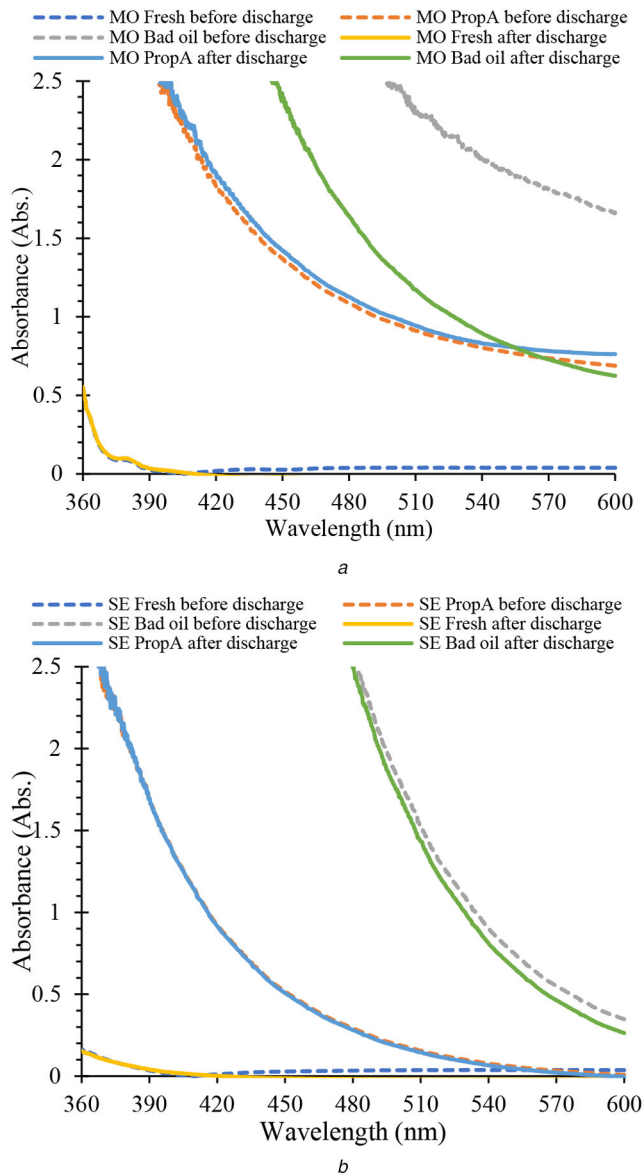 MO Fresh before discharge MO PropA before discharge
MO Bad oil before discharge MO Fresh after discharge
MO PropA after discharge MO Bad oil after discharge
2.5
2
1.5
1
0.5
0
Absorbance (Abs.)
360 390 420 450 480 510 540 570 600
Wavelength (nm)
a
SE Fresh before discharge SE PropA before discharge
SE Bad oil before discharge SE Fresh after discharge
SE PropA after discharge SE Bad oil after discharge
2.5
2
1.5
1
0.5
0
Absorbance (Abs.)
360 390 420 450 480 510 540 570 600
Wavelength (nm)
b